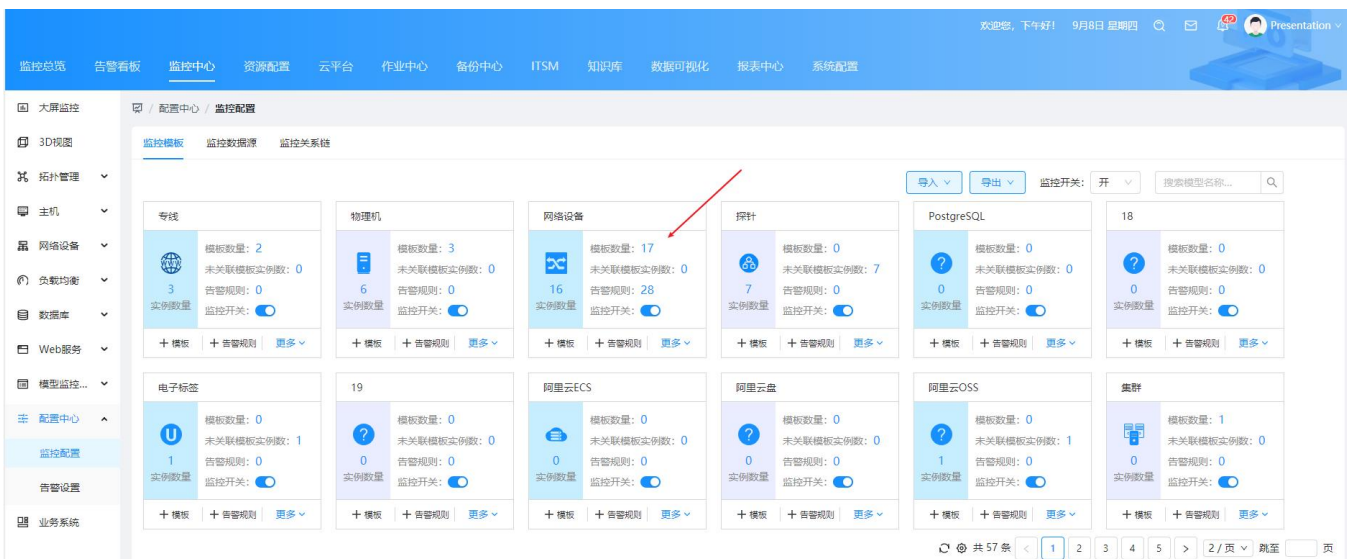 欢迎您，下午好! 9月8日 星期四 42 Presentation
监控总览 告警看板 监控中心 资源配置 云平台 作业中心 备份中心 ITSM 知识库 数据可视化 报表中心 系统配置
大屏监控
3D视图
拓扑管理
主机
网络设备
负载均衡
数据库
Web服务
模型监控...
配置中心
监控配置
告警设置
业务系统
/ 配置中心 / 监控配置
监控模板 监控数据源 监控关系链
导入 导出 监控开关: 开 搜索模型名称...
专线
3
实例数量
模板数量: 2
未关联模板实例数: 0
告警规则: 0
监控开关:
+ 模板 + 告警规则 更多
物理机
6
实例数量
模板数量: 3
未关联模板实例数: 0
告警规则: 0
监控开关:
+ 模板 + 告警规则 更多
网络设备
16
实例数量
模板数量: 17
未关联模板实例数: 0
告警规则: 28
监控开关:
+ 模板 + 告警规则 更多
探针
7
实例数量
模板数量: 0
未关联模板实例数: 7
告警规则: 0
监控开关:
+ 模板 + 告警规则 更多
PostgreSQL
0
实例数量
模板数量: 0
未关联模板实例数: 0
告警规则: 0
监控开关:
+ 模板 + 告警规则 更多
18
0
实例数量
模板数量: 0
未关联模板实例数: 0
告警规则: 0
监控开关:
+ 模板 + 告警规则 更多
电子标签
U
1
实例数量
模板数量: 0
未关联模板实例数: 1
告警规则: 0
监控开关:
+ 模板 + 告警规则 更多
19
0
实例数量
模板数量: 0
未关联模板实例数: 0
告警规则: 0
监控开关:
+ 模板 + 告警规则 更多
阿里云ECS
0
实例数量
模板数量: 0
未关联模板实例数: 0
告警规则: 0
监控开关:
+ 模板 + 告警规则 更多
阿里云盘
0
实例数量
模板数量: 0
未关联模板实例数: 0
告警规则: 0
监控开关:
+ 模板 + 告警规则 更多
阿里云OSS
1
实例数量
模板数量: 0
未关联模板实例数: 1
告警规则: 0
监控开关:
+ 模板 + 告警规则 更多
集群
0
实例数量
模板数量: 1
未关联模板实例数: 0
告警规则: 0
监控开关:
+ 模板 + 告警规则 更多
共 57 条 < 1 2 3 4 5 > 2 / 页 跳至 页